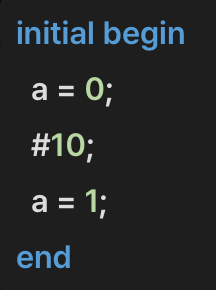 initial begin
a = 0;
#10;
a = 1;
end